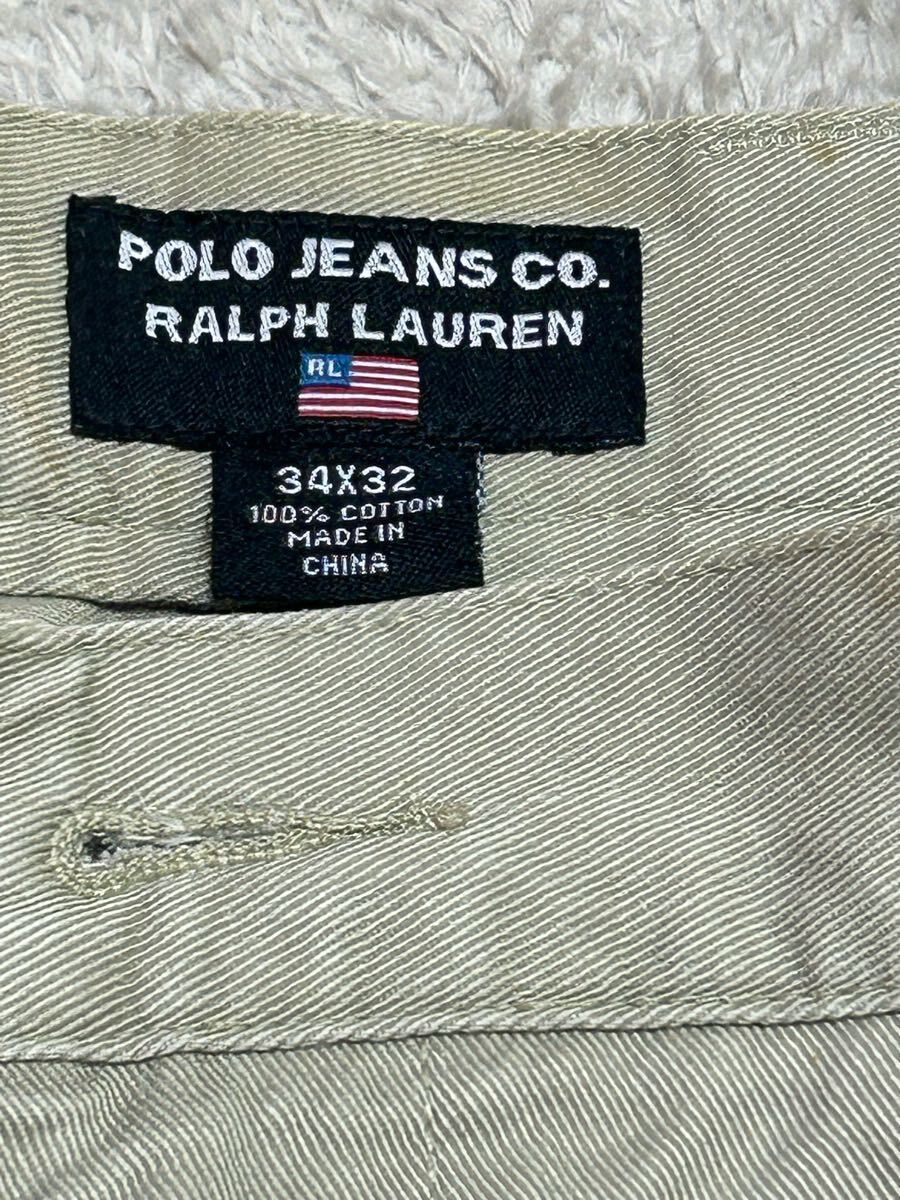 POLO JEANS CO.
RALPH LAUREN
RL
34X32
100% COTTON
MADE IN
CHINA